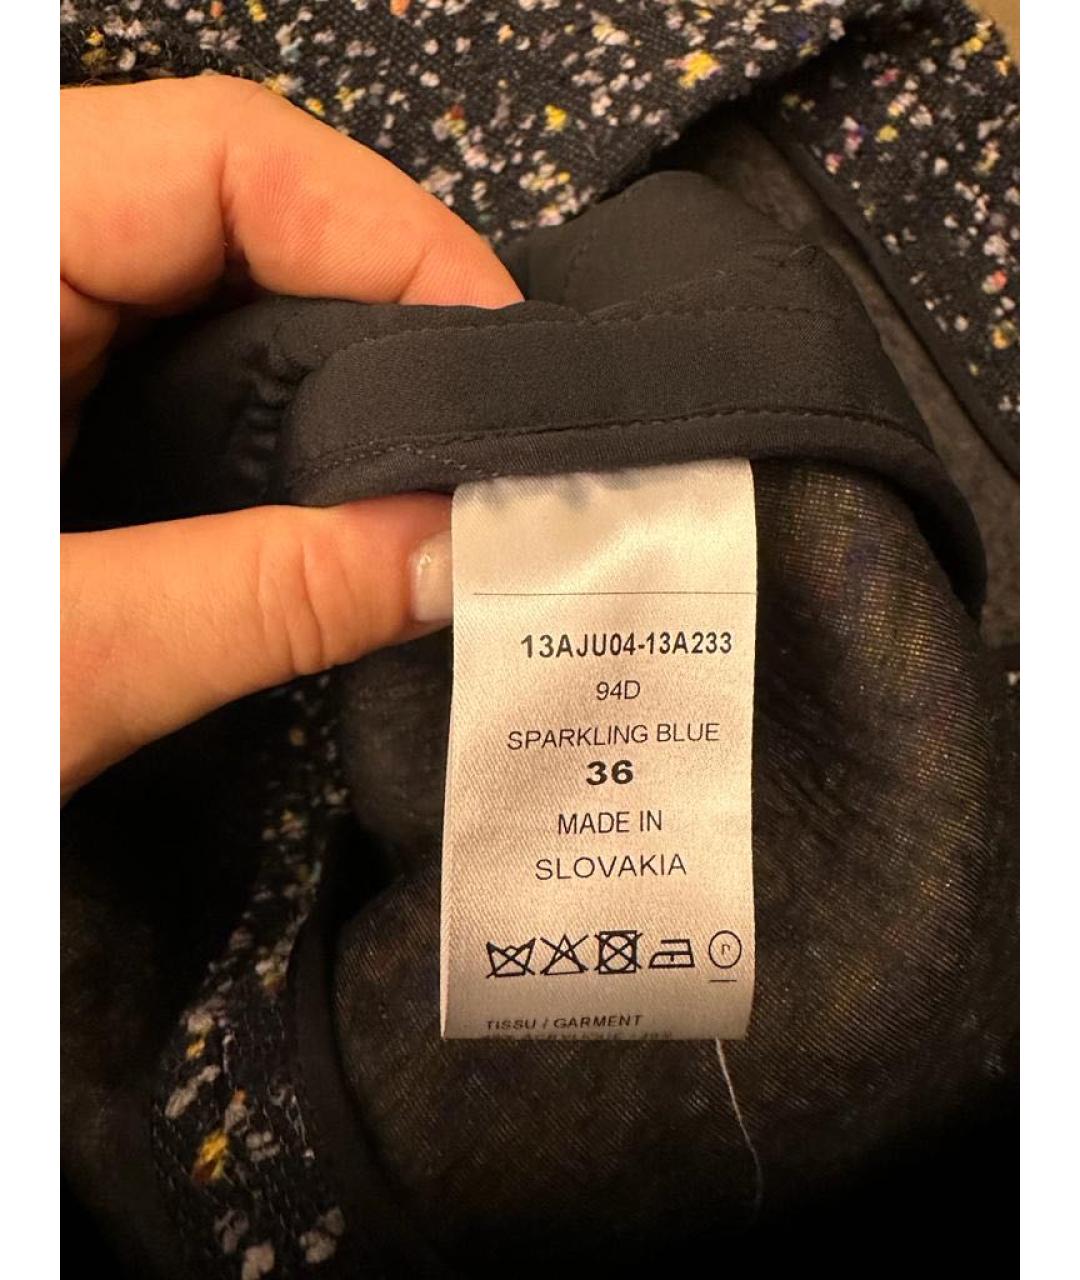 13AJU04-13A233
94D
SPARKLING BLUE
36
MADE IN
SLOVAKIA
TISSU / GARMENT